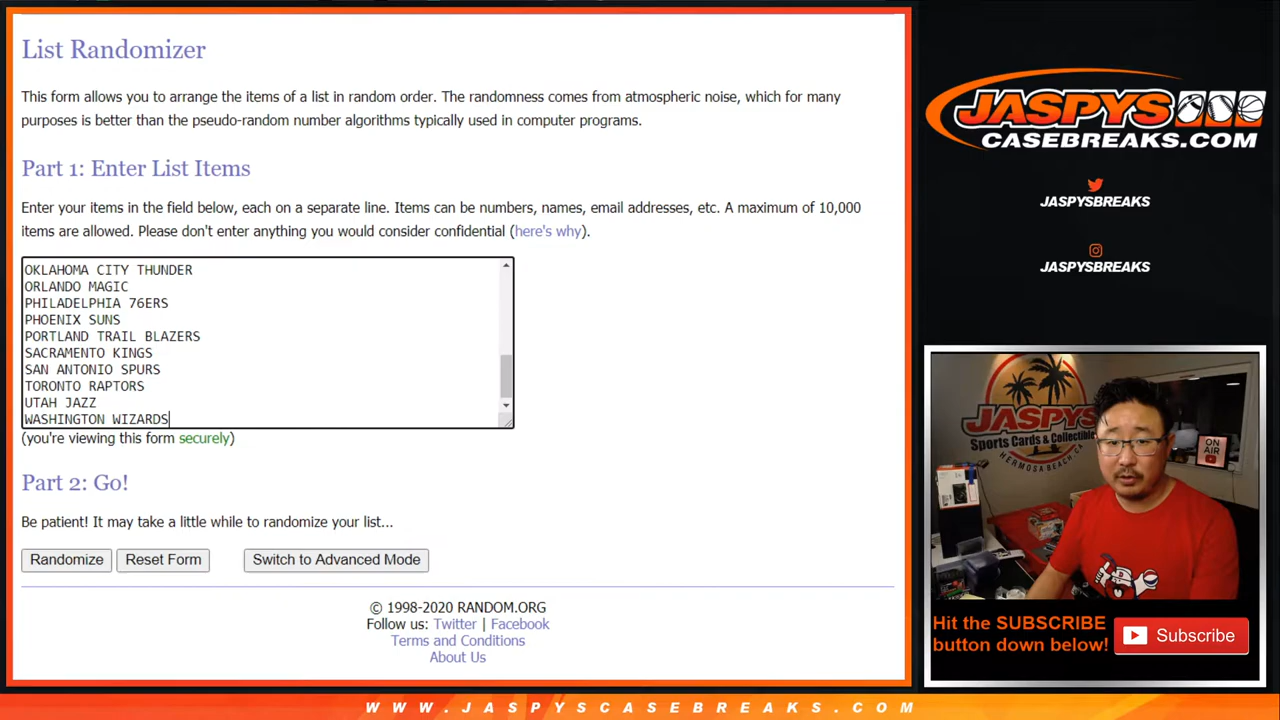 List Randomizer
This form allows you to arrange the items of a list in random order. The randomness comes from atmospheric noise, which for many
purposes is better than the pseudo-random number algorithms typically used in computer programs.
Part 1: Enter List Items
Enter your items in the field below, each on a separate line. Items can be numbers, names, email addresses, etc. A maximum of 10,000
items are allowed. Please don't enter anything you would consider confidential (here's why).
OKLAHOMA CITY THUNDER
ORLANDO MAGIC
PHILADELPHIA 76ERS
PHOENIX SUNS
PORTLAND TRAIL BLAZERS
SACRAMENTO KINGS
SAN ANTONIO SPURS
TORONTO RAPTORS
UTAH JAZZ
WASHINGTON WIZARDS
(you're viewing this form securely)
Part 2: Go!
Be patient! It may take a little while to randomize your list...
Randomize
Reset Form
Switch to Advanced Mode
© 1998-2020 RANDOM.ORG
Follow us: Twitter | Facebook
Terms and Conditions
About Us
JASPYS
CASEBREAKS.COM
JASPYSBREAKS
JASPYSBREAKS
JASPYS
Sports Cards & Collectible
HERMOSA BEACH, CA
ON
AIR
Hit the SUBSCRIBE
button down below!
Subscribe
WWW.JASPYSCASEBREAKS.COM